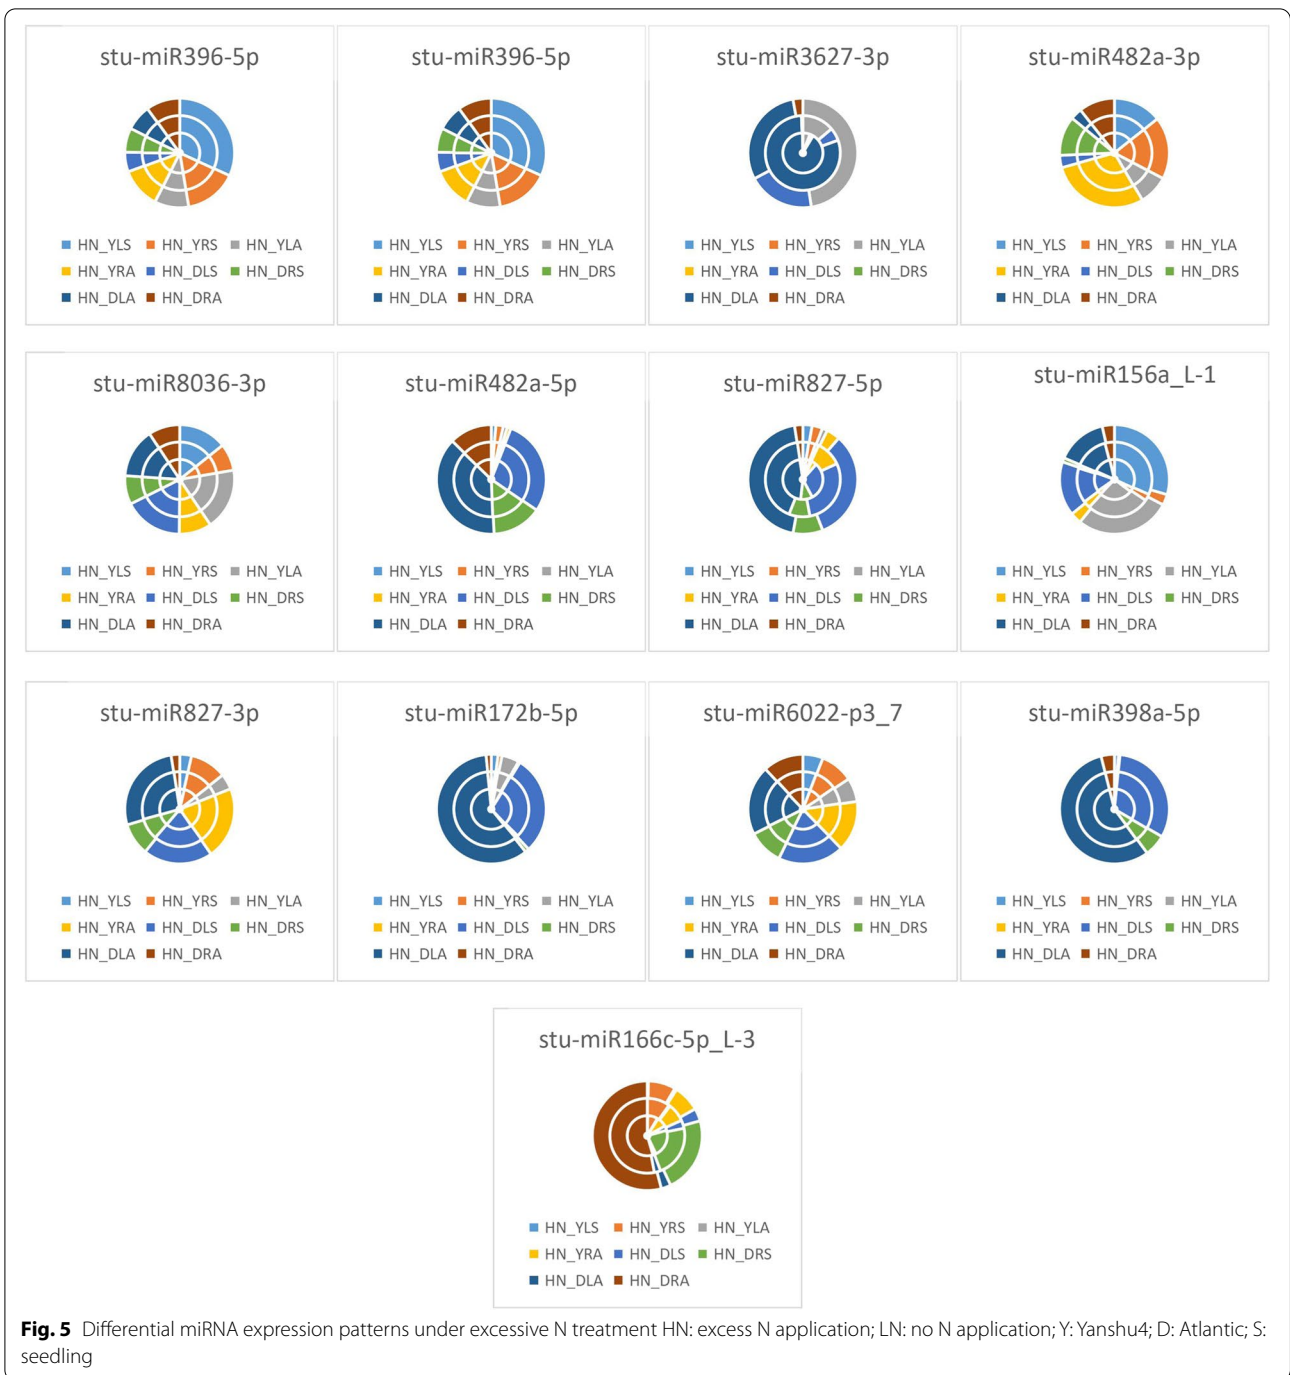 stu-miR396-5p
HN_YLS HN_YRS HN_YLA
HN_YRA HN_DLS HN_DRS
HN_DLA HN_DRA
stu-miR396-5p
HN_YLS HN_YRS HN_YLA
HN_YRA HN_DLS HN_DRS
HN_DLA HN_DRA
stu-miR3627-3p
HN_YLS HN_YRS HN_YLA
HN_YRA HN_DLS HN_DRS
HN_DLA HN_DRA
stu-miR482a-3p
HN_YLS HN_YRS HN_YLA
HN_YRA HN_DLS HN_DRS
HN_DLA HN_DRA
stu-miR8036-3p
HN_YLS HN_YRS HN_YLA
HN_YRA HN_DLS HN_DRS
HN_DLA HN_DRA
stu-miR482a-5p
HN_YLS HN_YRS HN_YLA
HN_YRA HN_DLS HN_DRS
HN_DLA HN_DRA
stu-miR827-5p
HN_YLS HN_YRS HN_YLA
HN_YRA HN_DLS HN_DRS
HN_DLA HN_DRA
stu-miR156a_L-1
HN_YLS HN_YRS HN_YLA
HN_YRA HN_DLS HN_DRS
HN_DLA HN_DRA
stu-miR827-3p
HN_YLS HN_YRS HN_YLA
HN_YRA HN_DLS HN_DRS
HN_DLA HN_DRA
stu-miR172b-5p
HN_YLS HN_YRS HN_YLA
HN_YRA HN_DLS HN_DRS
HN_DLA HN_DRA
stu-miR6022-p3_7
HN_YLS HN_YRS HN_YLA
HN_YRA HN_DLS HN_DRS
HN_DLA HN_DRA
stu-miR398a-5p
HN_YLS HN_YRS HN_YLA
HN_YRA HN_DLS HN_DRS
HN_DLA HN_DRA
stu-miR166c-5p_L-3
HN_YLS HN_YRS HN_YLA
HN_YRA HN_DLS HN_DRS
HN_DLA HN_DRA
Fig. 5 Differential miRNA expression patterns under excessive N treatment HN: excess N application; LN: no N application; Y: Yanshu4; D: Atlantic; S:
seedling